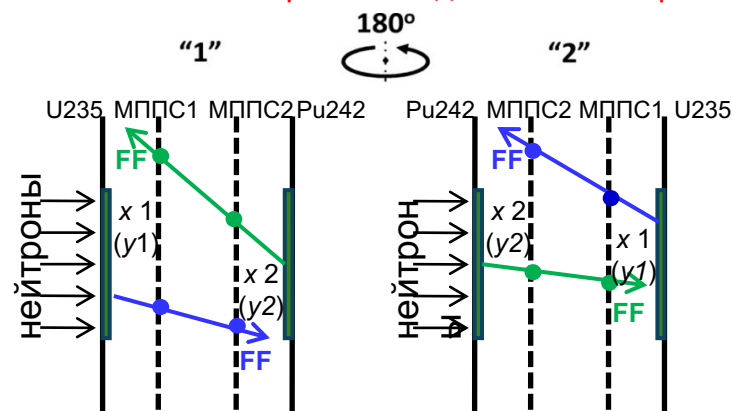 180º
"1"
"2"
U235 МППС1 МППС2 Pu242
Pu242 МППС2 МППС1 U235
FF
FF
нейтроны
x 1
(y1)
x 2
(y2)
FF
нейтрон
ы
x 2
(y2)
x 1
(y1)
FF